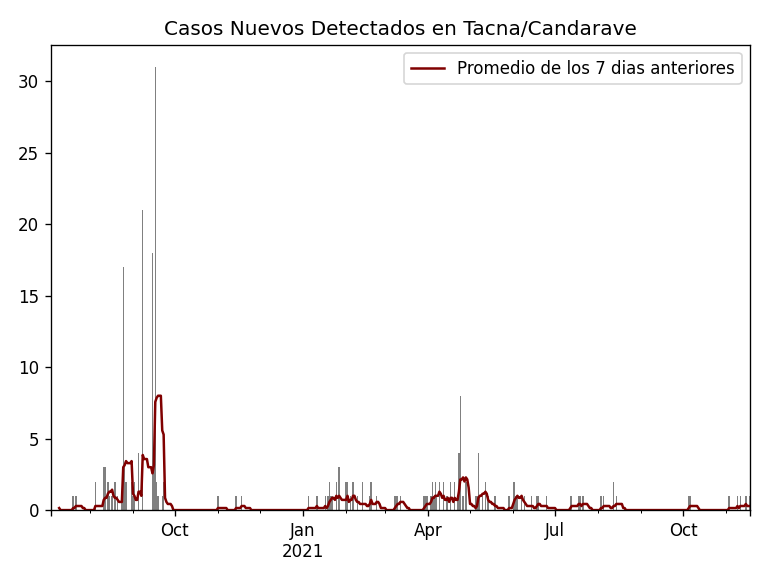 Casos Nuevos Detectados en Tacna/Candarave
Promedio de los 7 dias anteriores
30
25
20
15
10
5
0
Oct
Jan
2021
Apr
Jul
Oct